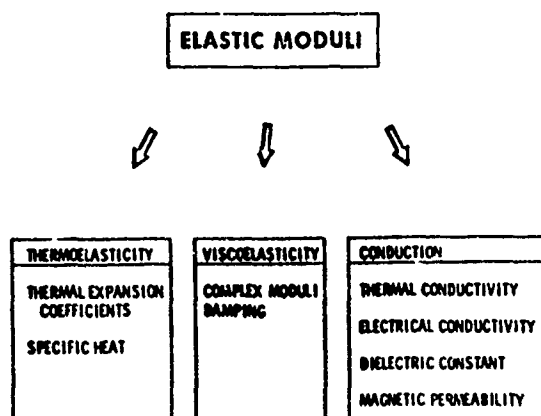 ELASTIC MODULI
THERMOELASTICITY
THERMAL EXPANSION
COEFFICIENTS
SPECIFIC HEAT
VISCOELASTICITY
COMPLEX MODULI
DAMPING
CONDUCTION
THERMAL CONDUCTIVITY
ELECTRICAL CONDUCTIVITY
DIELECTRIC CONSTANT
MAGNETIC PERMEABILITY